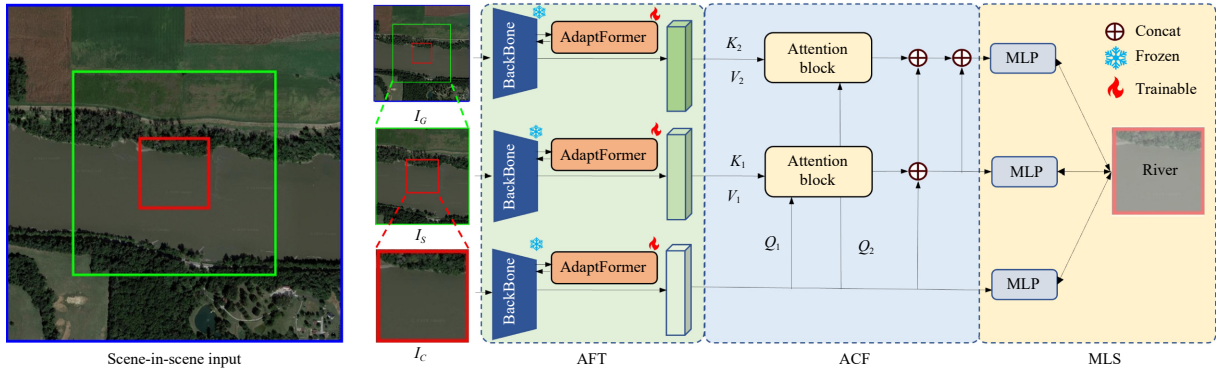 Scene-in-scene input
I_G
I_S
I_C
BackBone
AdaptFormer
BackBone
AdaptFormer
BackBone
AdaptFormer
AFT
K_2
V_2
Attention
block
K_1
V_1
Attention
block
Q_1
Q_2
ACF
MLP
MLP
MLP
Concat
Frozen
Trainable
River
MLS